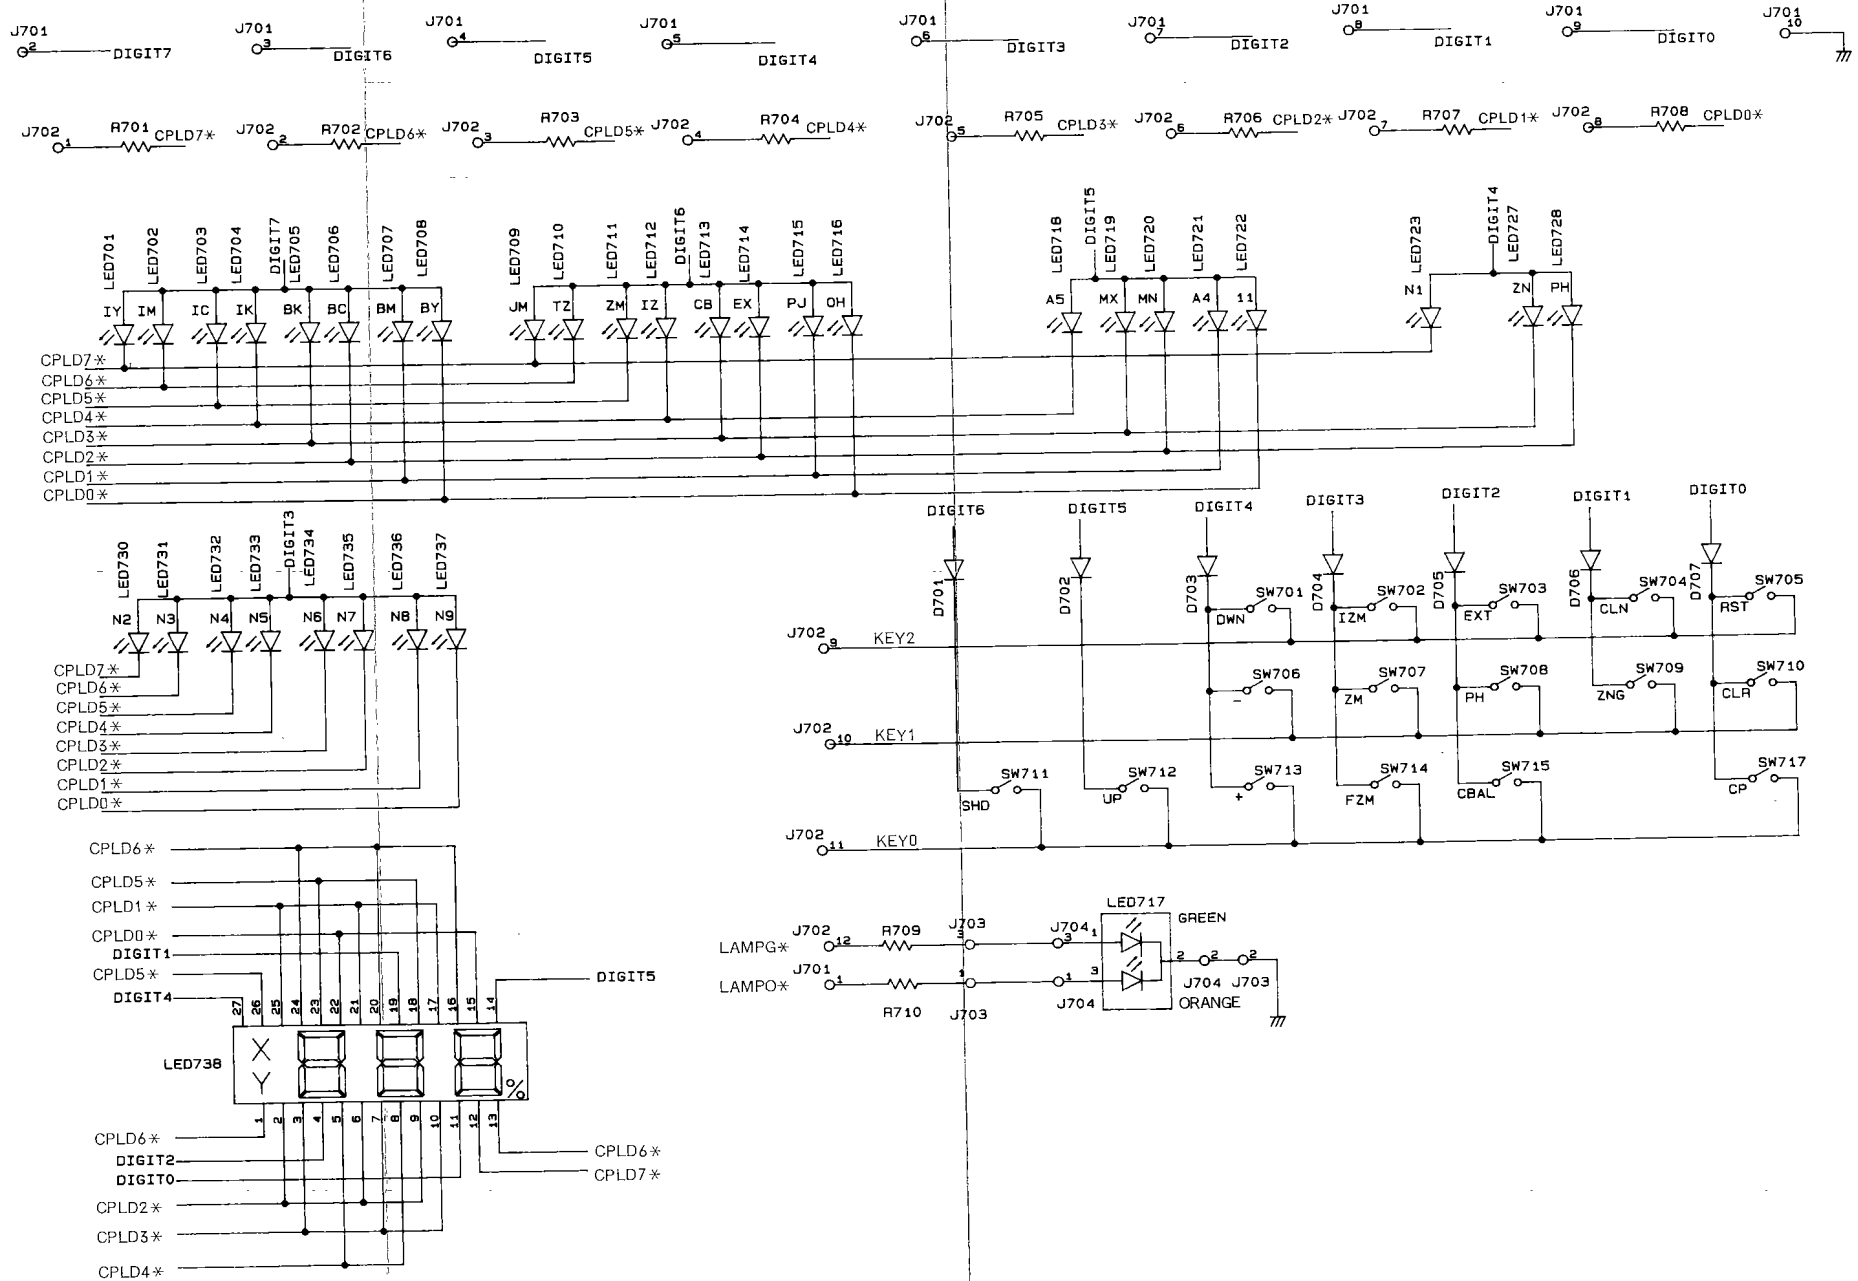 J701 J701 J701 J701 J701 J701 J701 J701 J701
2 DIGIT7 3 DIGIT6 4 DIGIT5 5 DIGIT4 6 DIGIT3 7 DIGIT2 8 DIGIT1 9 DIGIT0 10
J702 1 R701 CPLD7* J702 2 R702 CPLD6* J702 3 R703 CPLD5* J702 4 R704 CPLD4* J702 5 R705 CPLD3* J702 6 R706 CPLD2* J702 7 R707 CPLD1* J702 8 R708 CPLD0*
LED701 LED702 LED703 LED704 DIGIT7 LED705 LED706 LED707 LED708
IY IM IC IK BK BC BM BY
LED709 LED710 LED711 LED712 DIGIT6 LED713 LED714 LED715 LED716
JM TZ ZM IZ CB EX PJ OH
LED718 DIGIT5 LED719 LED720 LED721 LED722
A5 MX MN A4 11
LED723 DIGIT4 LED727 LED728
N1 ZN PH
CPLD7*
CPLD6*
CPLD5*
CPLD4*
CPLD3*
CPLD2*
CPLD1*
CPLD0*
LED730 LED731 LED732 LED733 DIGIT3 LED734 LED735 LED736 LED737
N2 N3 N4 N5 N6 N7 N8 N9
CPLD7*
CPLD6*
CPLD5*
CPLD4*
CPLD3*
CPLD2*
CPLD1*
CPLD0*
DIGIT6 DIGIT5 DIGIT4 DIGIT3 DIGIT2 DIGIT1 DIGIT0
D701 D702 D703 D704 D705 D706 D707
SW701 SW702 SW703 SW704 SW705
DWN IZM EXT CLN RST
J702 9 KEY2
SW706 SW707 SW708 SW709 SW710
- ZM PH ZNG CLR
J702 10 KEY1
SW711 SW712 SW713 SW714 SW715 SW717
SHD UP + FZM CBAL CP
J702 11 KEY0
CPLD6*
CPLD5*
CPLD1*
CPLD0*
DIGIT1
CPLD5*
DIGIT4
DIGIT5
27 26 25 24 23 22 21 20 19 18 17 16 15 14
LED738
X
Y
%
1 2 3 4 5 6 7 8 9 10 11 12 13
CPLD6*
DIGIT2
DIGIT0
CPLD2*
CPLD3*
CPLD4*
CPLD6*
CPLD7*
LED717
GREEN
LAMPG* J702 12 R709 J703 3 J704 3 1
LAMPO* J701 1 R710 J703 1 J704 1 3
2 2 2
J704 J703
ORANGE